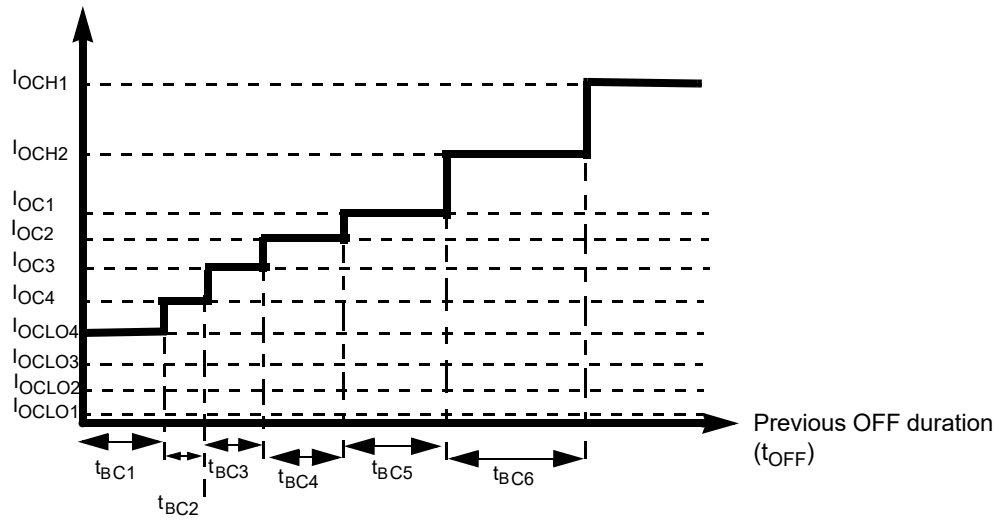 IOCH1
IOCH2
IOC1
IOC2
IOC3
IOC4
IOCLO4
IOCLO3
IOCLO2
IOCLO1
Previous OFF duration
(tOFF)
tBC1
tBC2
tBC3
tBC4
tBC5
tBC6